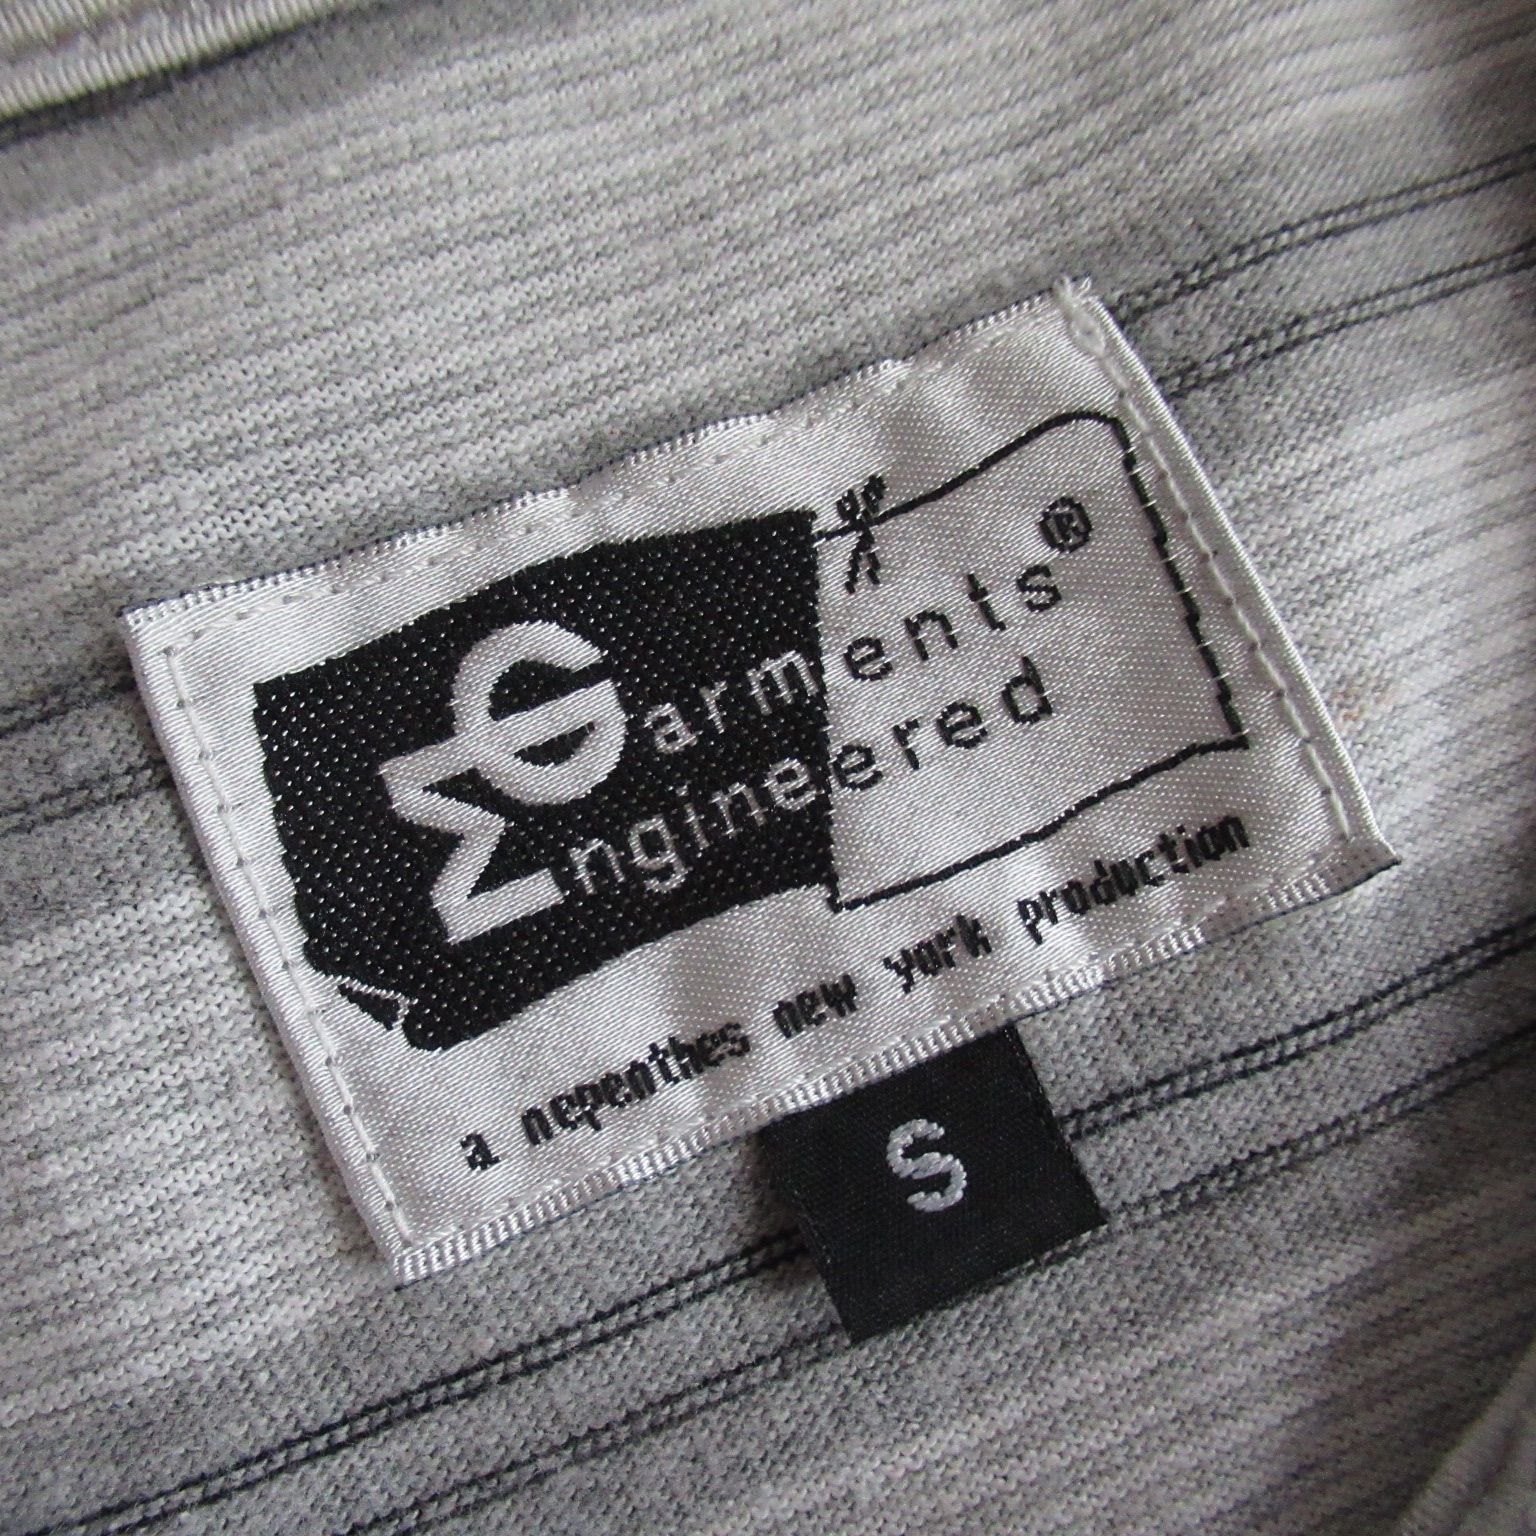 Garments ®
Engineered
a nepenthes new york production
S